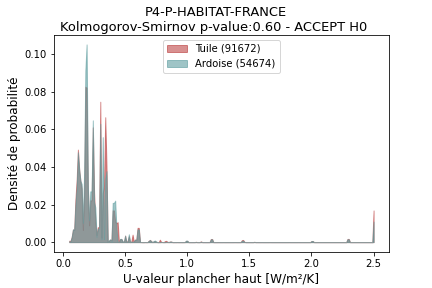 P4-P-HABITAT-FRANCE
Kolmogorov-Smirnov p-value:0.60 - ACCEPT H0
Tuile (91672)
Ardoise (54674)
Densité de probabilité
0.10
0.08
0.06
0.04
0.02
0.00
0.0 0.5 1.0 1.5 2.0 2.5
U-valeur plancher haut [W/m²/K]